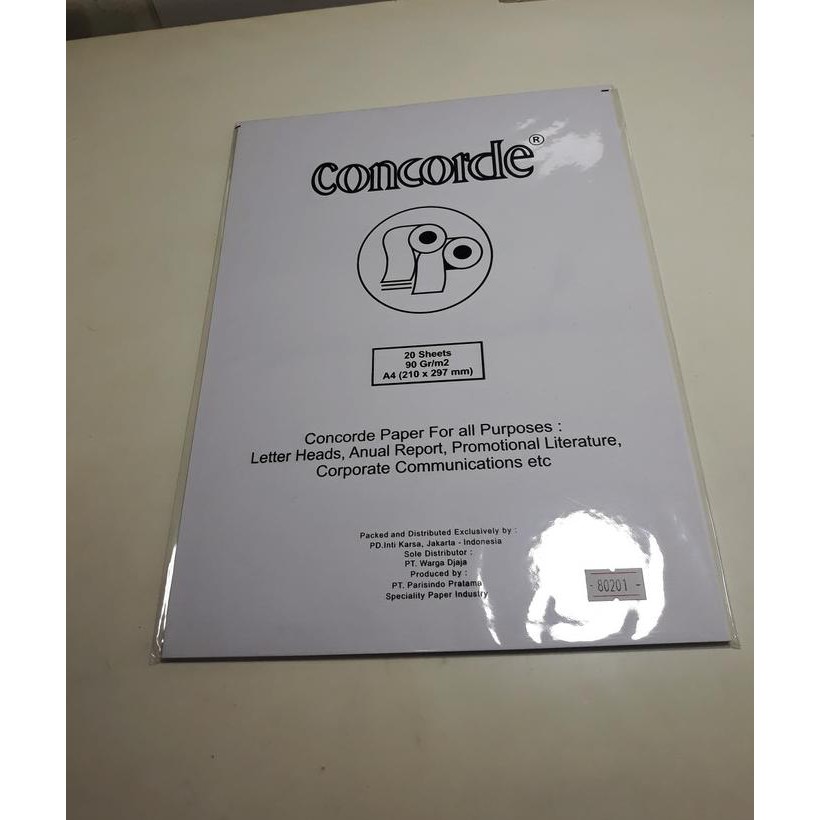 concorde®
20 Sheets
90 Gr/m2
A4 (210 x 297 mm)
Concorde Paper For all Purposes :
Letter Heads, Anual Report, Promotional Literature,
Corporate Communications etc
Packed and Distributed Exclusively by :
PD.Inti Karsa, Jakarta - Indonesia
Sole Distributor :
PT. Warga Djaja
Produced by :
PT. Parisindo Pratama
Speciality Paper Industry
- 80201 -